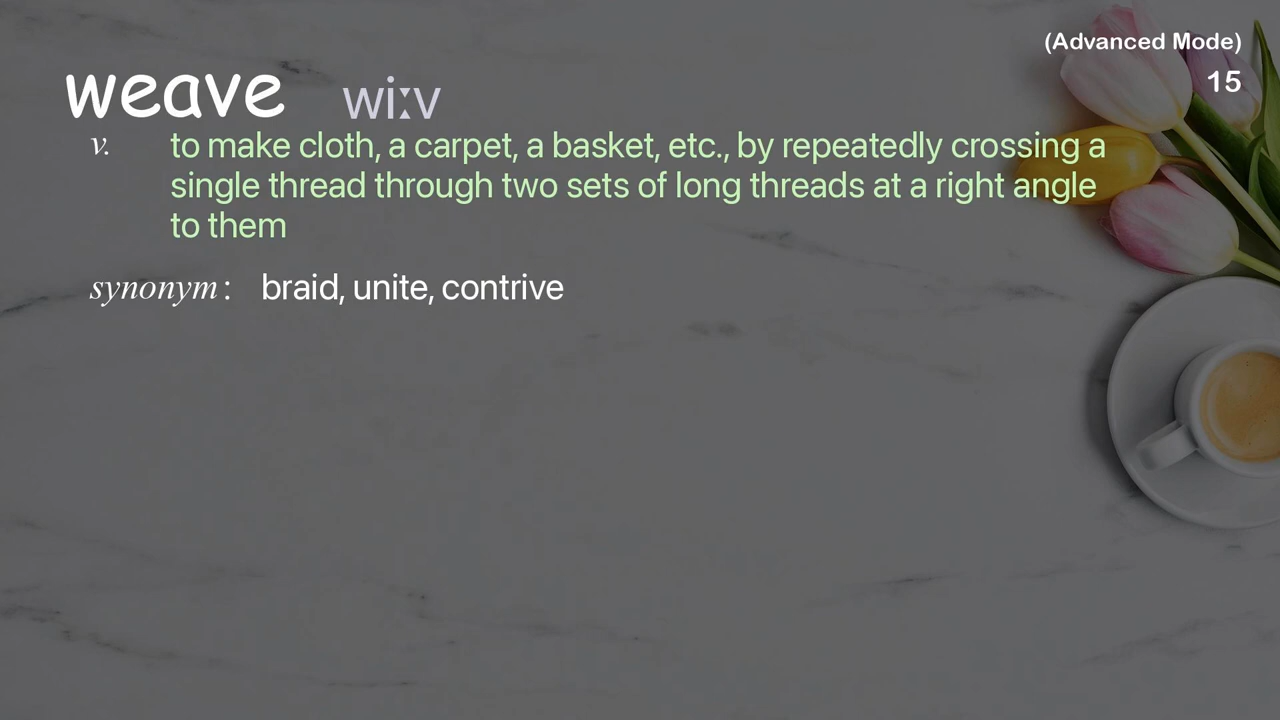 (Advanced Mode)
15
weave wiːv
v. to make cloth, a carpet, a basket, etc., by repeatedly crossing a
single thread through two sets of long threads at a right angle
to them
synonym: braid, unite, contrive